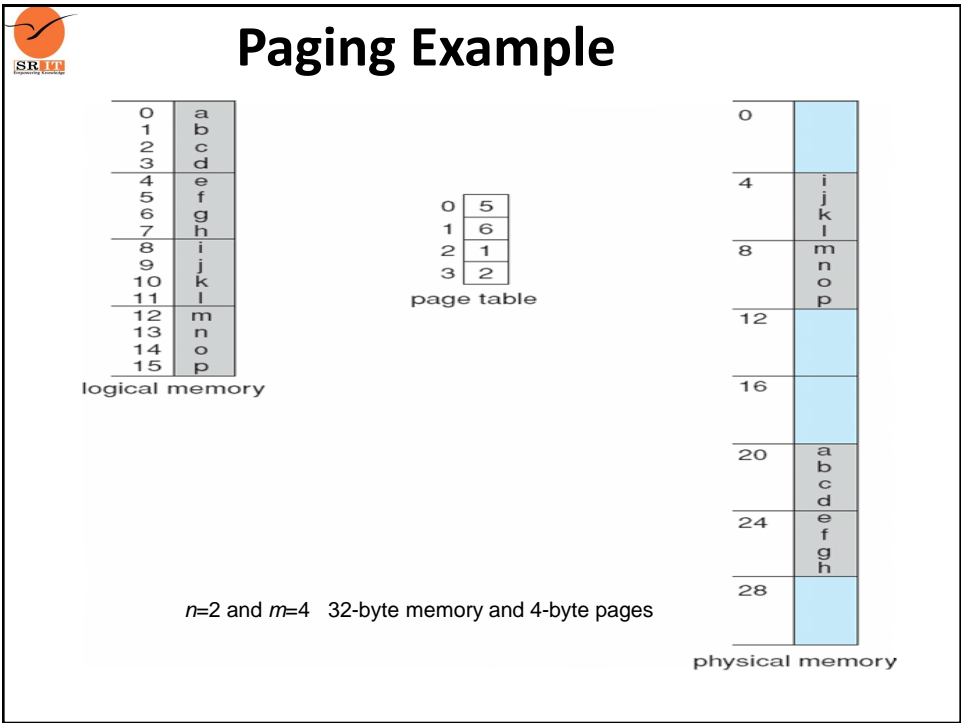 SR IT
Empowering Knowledge
Paging Example
0 a
1 b
2 c
3 d
4 e
5 f
6 g
7 h
8 i
9 j
10 k
11 l
12 m
13 n
14 o
15 p
logical memory
0 5
1 6
2 1
3 2
page table
0
4 i
j
k
l
8 m
n
o
p
12
16
20 a
b
c
d
24 e
f
g
h
28
physical memory
n=2 and m=4 32-byte memory and 4-byte pages